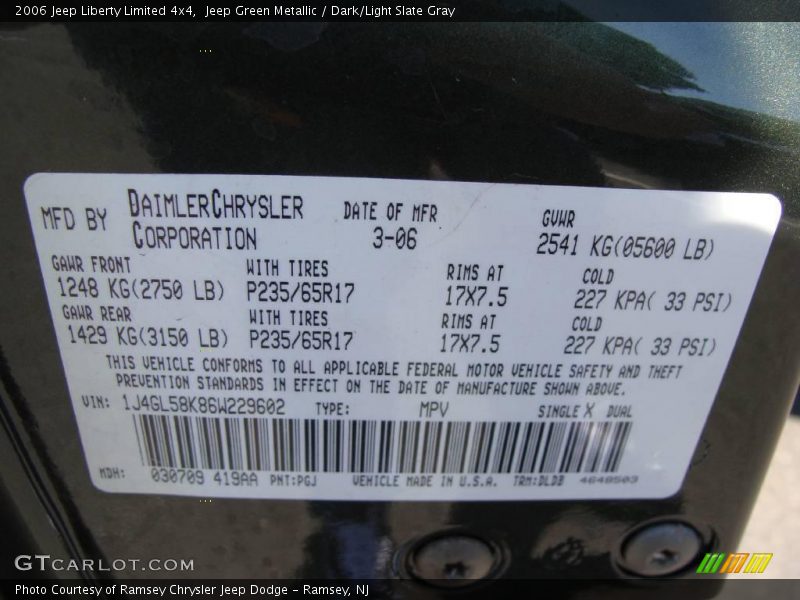 2006 Jeep Liberty Limited 4x4, Jeep Green Metallic / Dark/Light Slate Gray
MFD BY DAIMLERCHRYSLER CORPORATION DATE OF MFR 3-06 GVWR 2541 KG(05600 LB)
GAWR FRONT WITH TIRES RIMS AT COLD
1248 KG(2750 LB) P235/65R17 17X7.5 227 KPA( 33 PSI)
GAWR REAR WITH TIRES RIMS AT COLD
1429 KG(3150 LB) P235/65R17 17X7.5 227 KPA( 33 PSI)
THIS VEHICLE CONFORMS TO ALL APPLICABLE FEDERAL MOTOR VEHICLE SAFETY AND THEFT
PREVENTION STANDARDS IN EFFECT ON THE DATE OF MANUFACTURE SHOWN ABOVE.
VIN: 1J4GL58K86W229602 TYPE: MPV SINGLE X DUAL
MDH: 030709 419AA PNT:PGJ VEHICLE MADE IN U.S.A. TRM:DLDB 4648503
GTCARLOT.COM
Photo Courtesy of Ramsey Chrysler Jeep Dodge - Ramsey, NJ